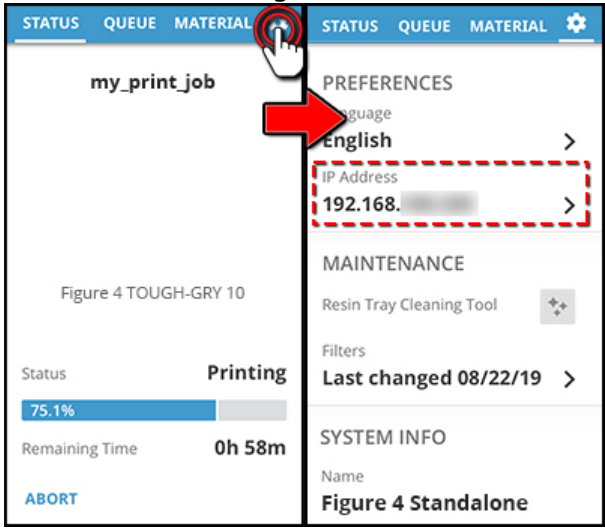 STATUS QUEUE MATERIAL
my_print_job
Figure 4 TOUGH-GRY 10
Status Printing
75.1%
Remaining Time 0h 58m
ABORT
STATUS QUEUE MATERIAL
PREFERENCES
English
IP Address
192.168.
MAINTENANCE
Resin Tray Cleaning Tool
Filters
Last changed 08/22/19
SYSTEM INFO
Name
Figure 4 Standalone